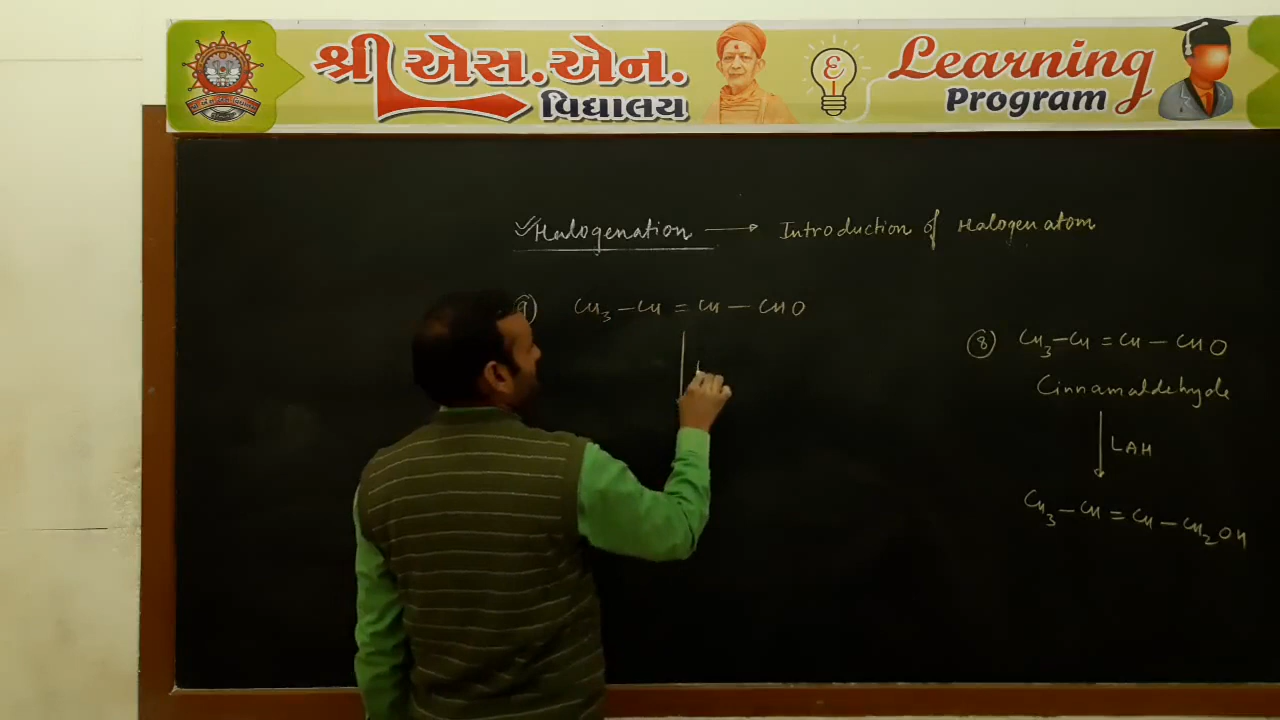 શ્રી એસ.એન.
વિદ્યાલય
Learning
Program
Halogenation → Introduction of Halogen atom
9) CH₃–CH=CH–CHO
8) CH₃–CH=CH–CHO
Cinnamaldehyde
LAH
CH₃–CH=CH–CH₂OH